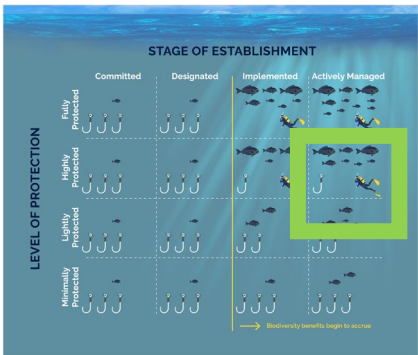 STAGE OF ESTABLISHMENT
Committed Designated Implemented Actively Managed
LEVEL OF PROTECTION
Fully
Protected
Highly
Protected
Lightly
Protected
Minimally
Protected
Biodiversity benefits begin to accrue